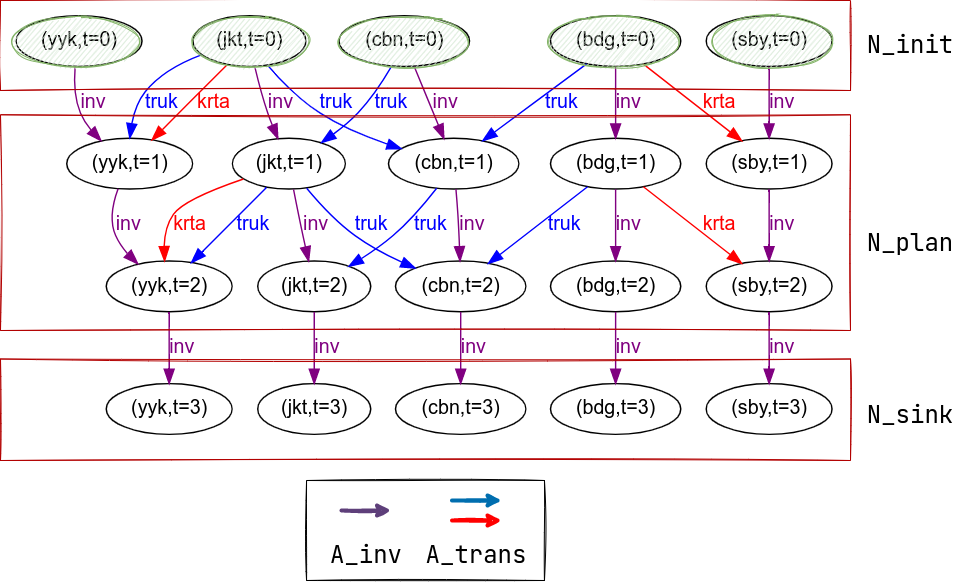 (yyk,t=0) (jkt,t=0) (cbn,t=0) (bdg,t=0) (sby,t=0) N_init
inv truk krta inv truk truk inv truk inv krta inv
(yyk,t=1) (jkt,t=1) (cbn,t=1) (bdg,t=1) (sby,t=1)
inv krta truk inv truk truk inv truk inv krta inv N_plan
(yyk,t=2) (jkt,t=2) (cbn,t=2) (bdg,t=2) (sby,t=2)
inv inv inv inv inv
(yyk,t=3) (jkt,t=3) (cbn,t=3) (bdg,t=3) (sby,t=3) N_sink
A_inv A_trans